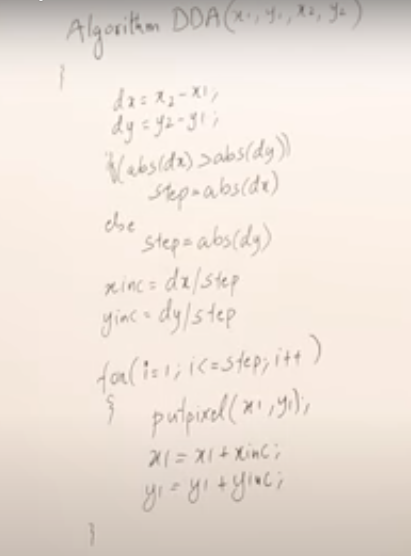 Algorithm DDA(x1, y1, x2, y2)
{
dx = x2-x1;
dy = y2-y1;
if(abs(dx) > abs(dy))
step=abs(dx)
else
step=abs(dy)
xinc = dx/step
yinc = dy/step
for(i=1; i<=step; i++)
{ putpixel(x1, y1);
x1 = x1 + xinc;
y1 = y1 + yinc;
}